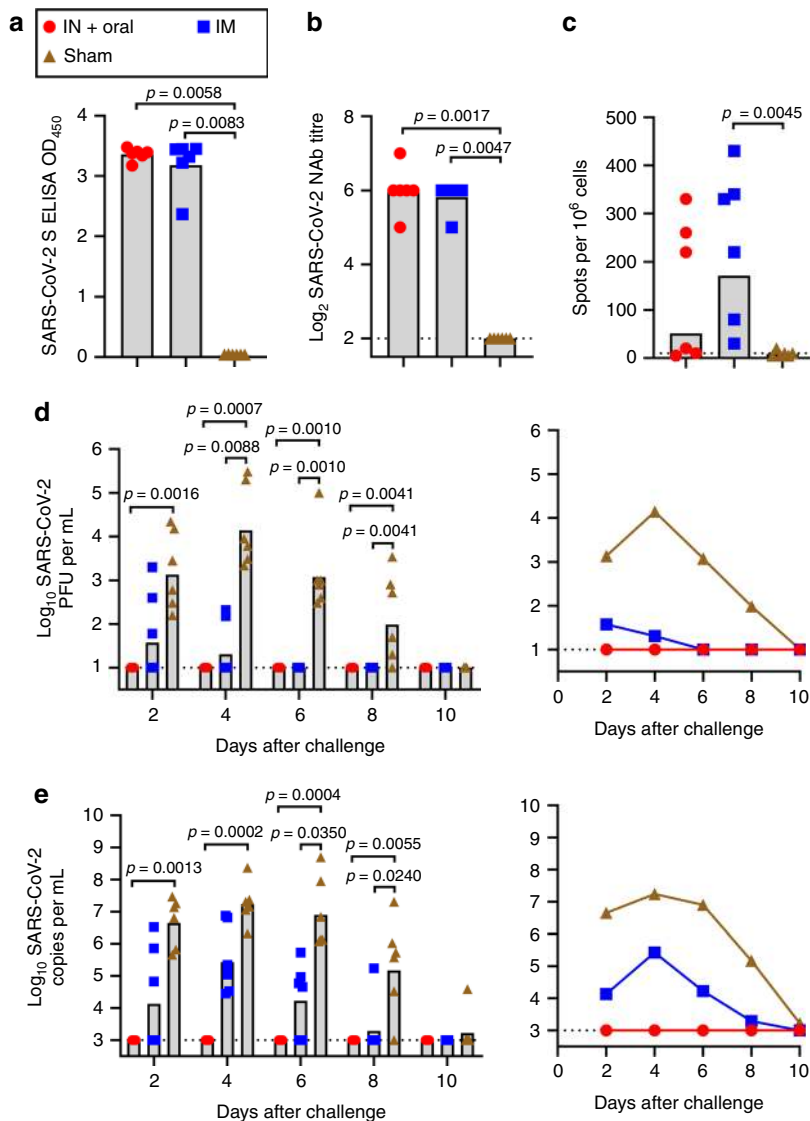 a
b
c
IN + oral
IM
Sham
p = 0.0058
p = 0.0083
4
3
2
1
0
SARS-CoV-2 S ELISA OD450
p = 0.0017
p = 0.0047
8
6
4
2
Log2 SARS-CoV-2 NAb titre
p = 0.0045
500
400
300
200
100
0
Spots per 10^6 cells
d
p = 0.0007
p = 0.0010
p = 0.0088
p = 0.0010
p = 0.0016
p = 0.0041
p = 0.0041
6
5
4
3
2
1
Log10 SARS-CoV-2
PFU per mL
2 4 6 8 10
Days after challenge
6
5
4
3
2
1
0 2 4 6 8 10
Days after challenge
e
p = 0.0004
p = 0.0002
p = 0.0350
p = 0.0055
p = 0.0013
p = 0.0240
10
9
8
7
6
5
4
3
Log10 SARS-CoV-2
copies per mL
2 4 6 8 10
Days after challenge
10
9
8
7
6
5
4
3
0 2 4 6 8 10
Days after challenge